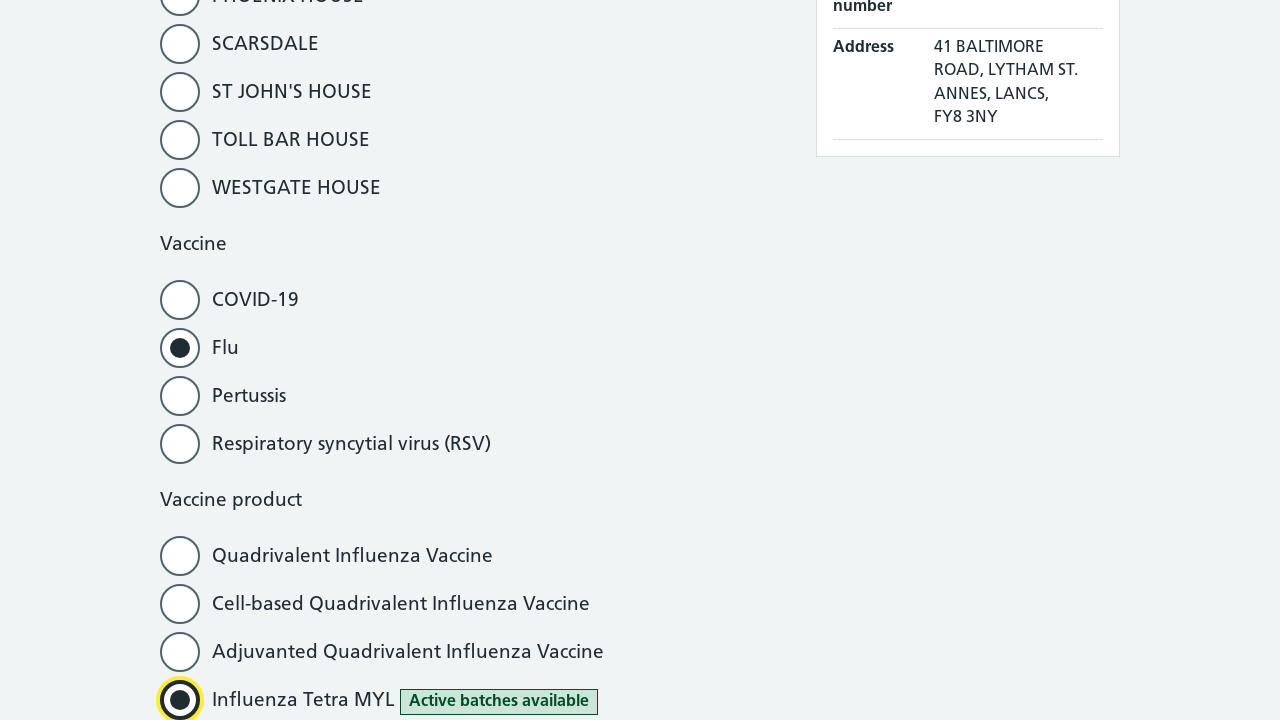 PHOENIX HOUSE
SCARSDALE
ST JOHN'S HOUSE
TOLL BAR HOUSE
WESTGATE HOUSE
Vaccine
COVID-19
Flu
Pertussis
Respiratory syncytial virus (RSV)
Vaccine product
Quadrivalent Influenza Vaccine
Cell-based Quadrivalent Influenza Vaccine
Adjuvanted Quadrivalent Influenza Vaccine
Influenza Tetra MYL Active batches available
number
Address 41 BALTIMORE
ROAD, LYTHAM ST.
ANNES, LANCS,
FY8 3NY